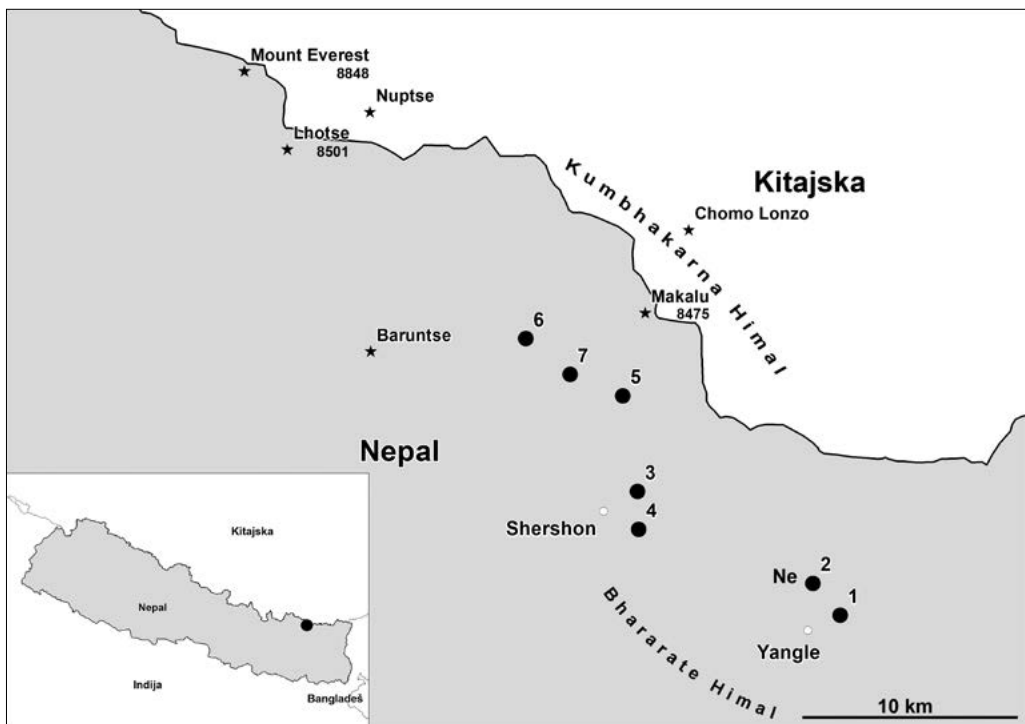 Mount Everest
8848
Nuptse
Lhotse
8501
Kumbhakarna Himal
Kitajska
Chomo Lonzo
Makalu
8475
6
Baruntse
7
5
Nepal
3
Shershon
4
Ne
2
1
Yangle
Bhararate Himal
10 km
Kitajska
Nepal
Indija
Bangladeš